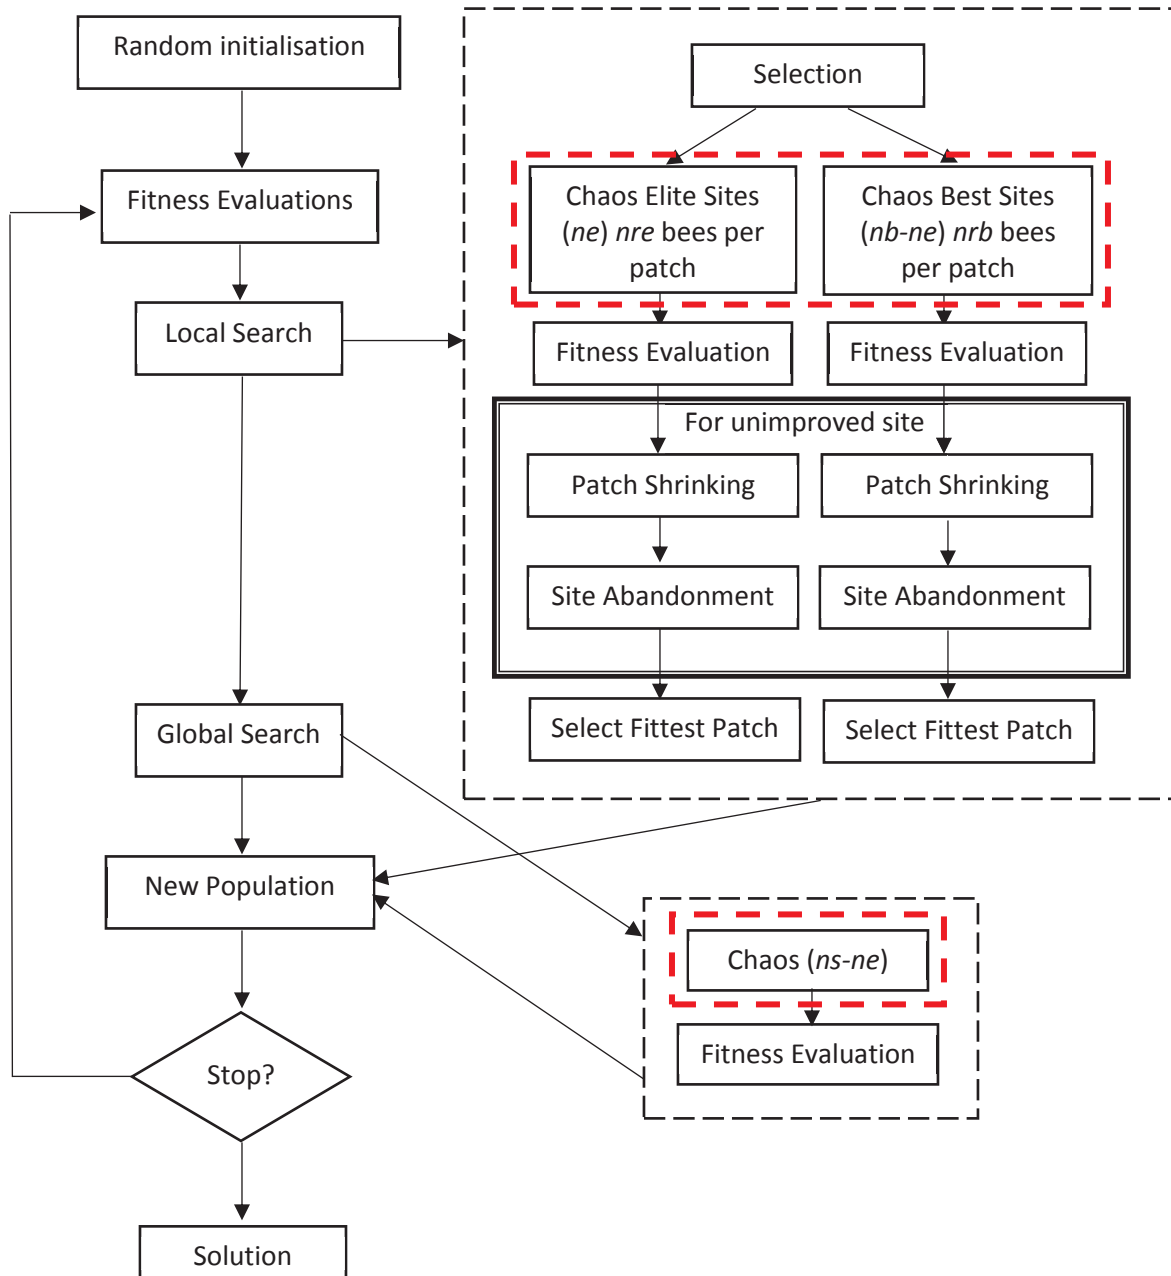 Random initialisation
Fitness Evaluations
Local Search
Global Search
New Population
Stop?
Solution
Selection
Chaos Elite Sites
(ne) nre bees per
patch
Chaos Best Sites
(nb-ne) nrb bees
per patch
Fitness Evaluation
Fitness Evaluation
For unimproved site
Patch Shrinking
Patch Shrinking
Site Abandonment
Site Abandonment
Select Fittest Patch
Select Fittest Patch
Chaos (ns-ne)
Fitness Evaluation